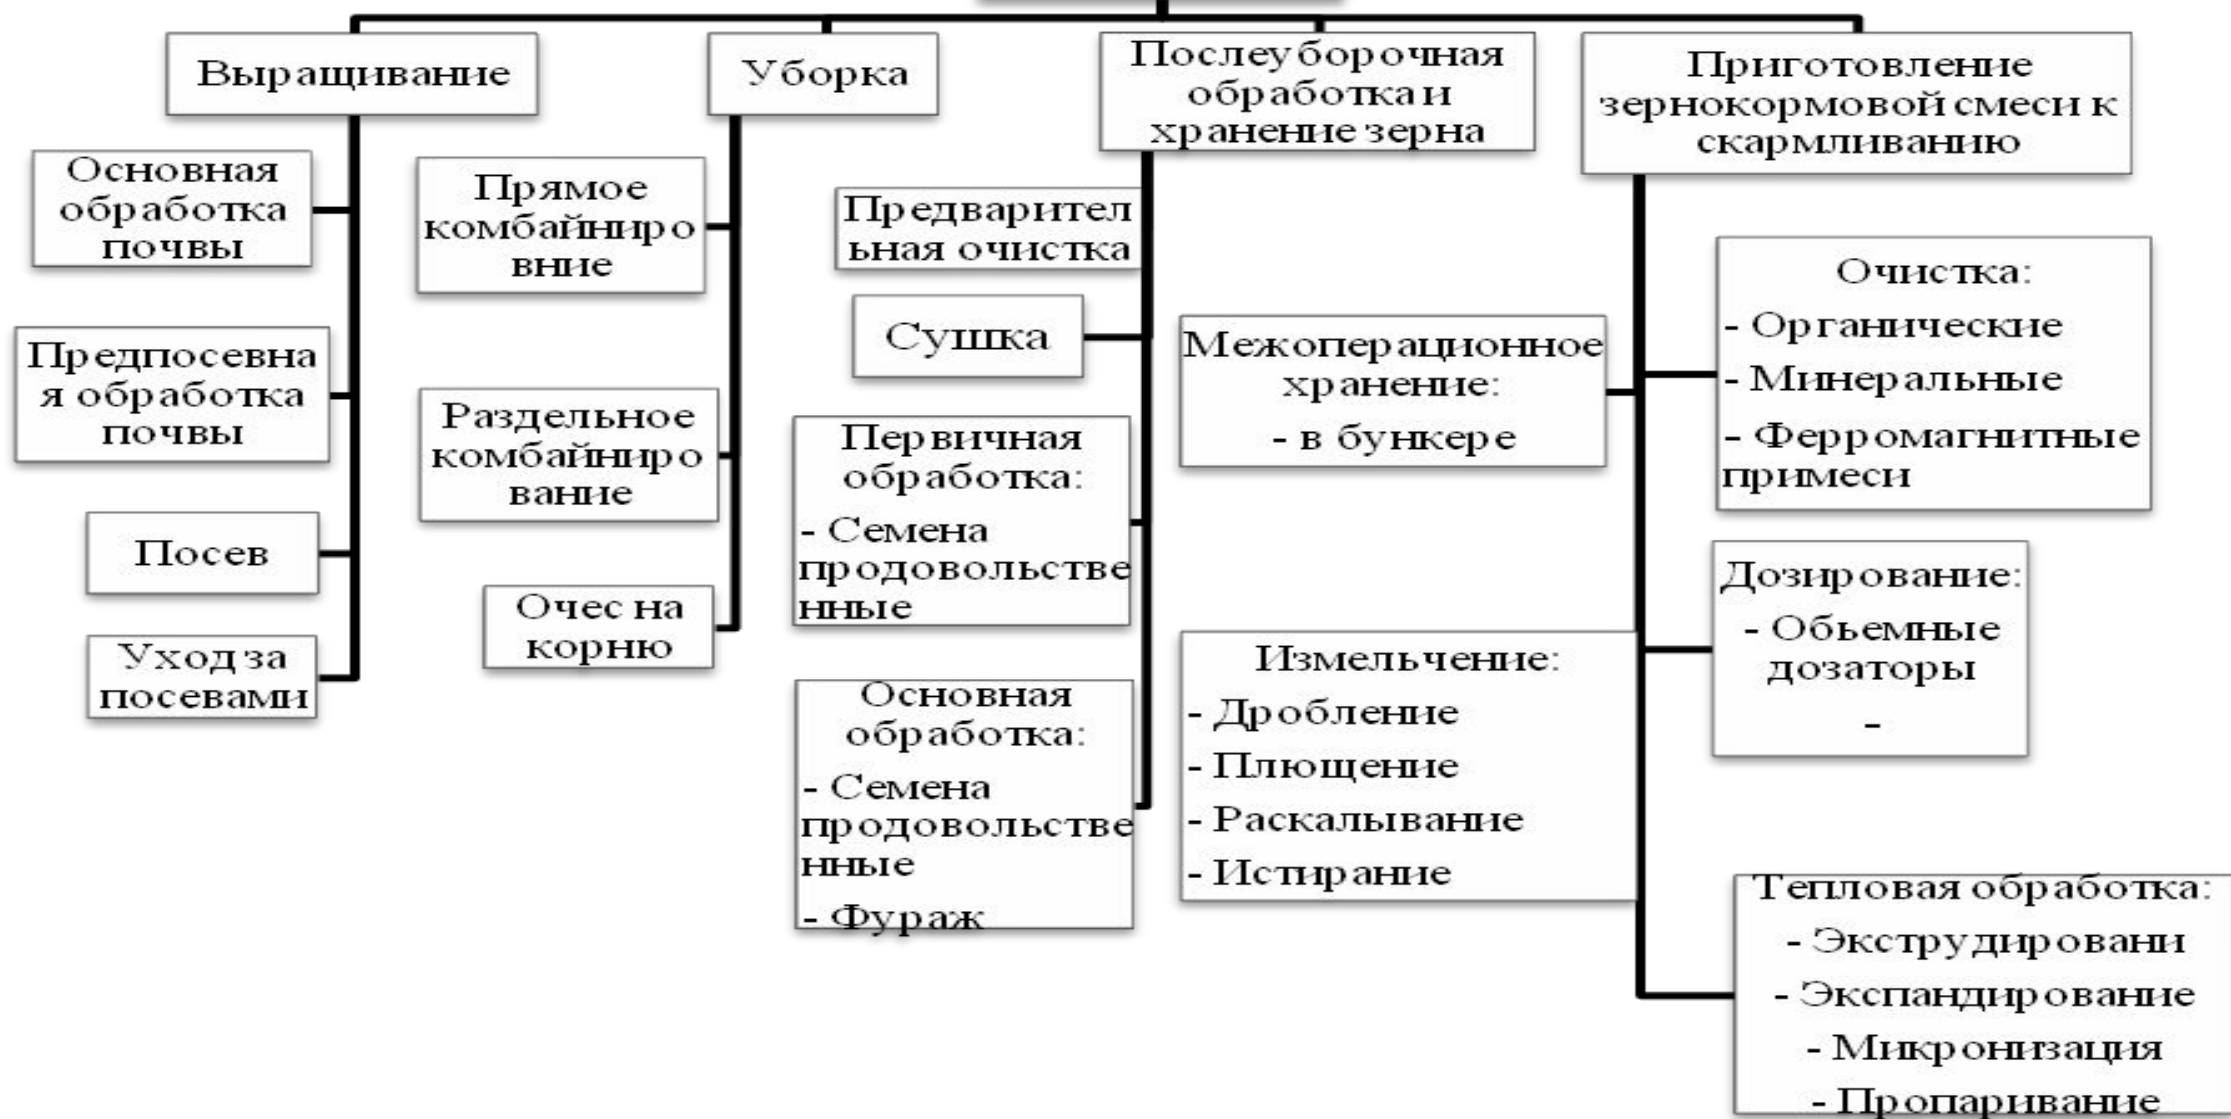 Выращивание
Основная
обработка
почвы
Предпосевна
я обработка
почвы
Посев
Уход за
посевами
Уборка
Прямое
комбайниро
вние
Раздельное
комбайниро
вание
Очес на
корню
Послеуборочная
обработка и
хранение зерна
Предварител
ьная очистка
Сушка
Первичная
обработка:
- Семена
продовольстве
нные
Основная
обработка:
- Семена
продовольстве
нные
- Фураж
Приготовление
зернокормовой смеси к
скармливанию
Межоперационное
хранение:
- в бункере
Очистка:
- Органические
- Минеральные
- Ферромагнитные
примеси
Измельчение:
- Дробление
- Плющение
- Раскалывание
- Истирание
Дозирование:
- Обьемные
дозаторы
-
Тепловая обработка:
- Экструдировани
- Экспандирование
- Микронизация
- Пропаривание